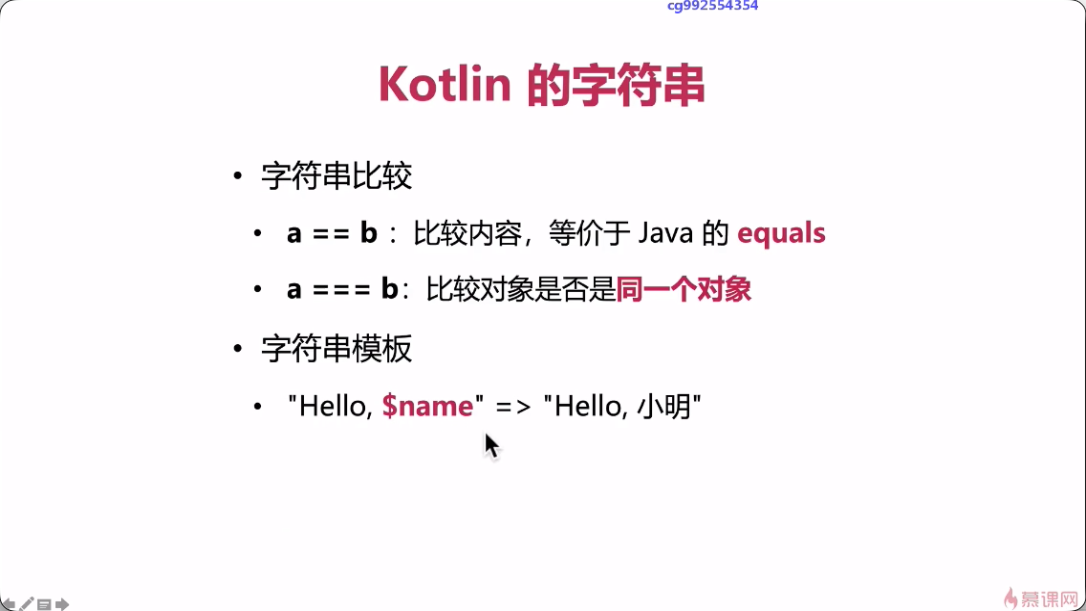 cg992554354
Kotlin 的字符串
• 字符串比较
• a == b ：比较内容，等价于 Java 的 equals
• a === b：比较对象是否是同一个对象
• 字符串模板
• "Hello, $name" => "Hello, 小明"
慕课网